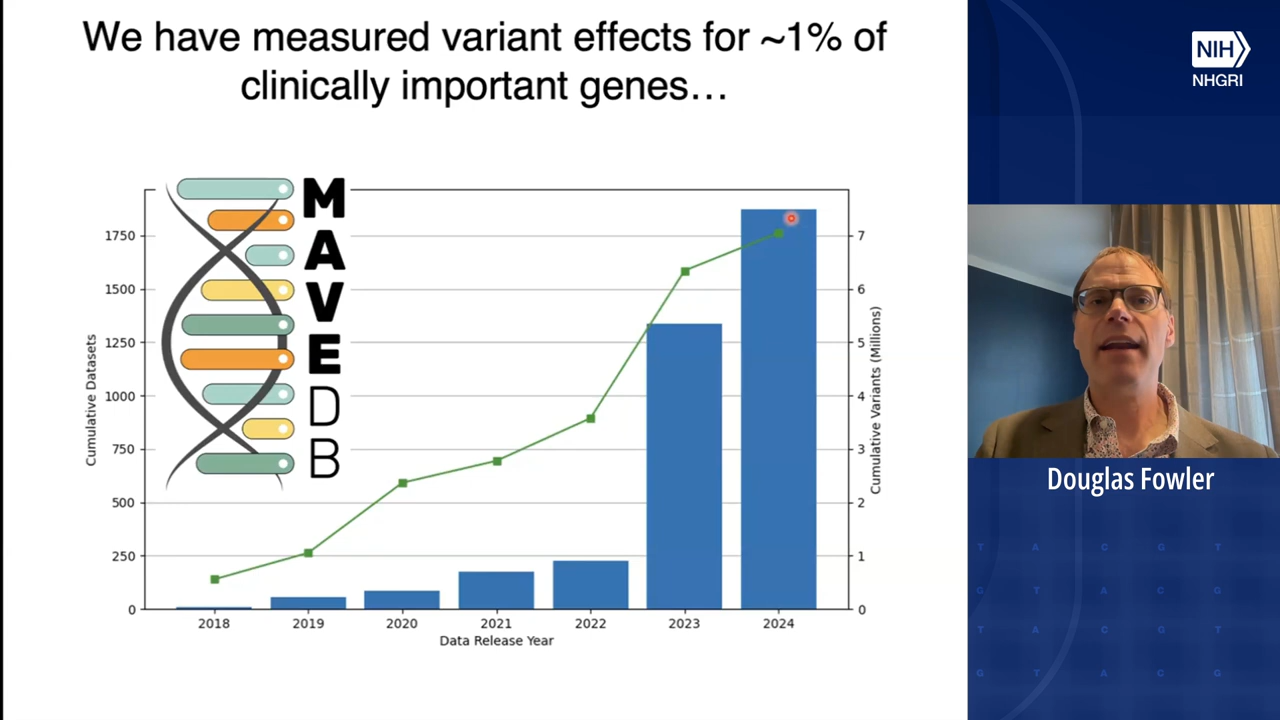 We have measured variant effects for ~1% of
clinically important genes…
NIH
NHGRI
M
A
V
E
D
B
Cumulative Datasets
1750
1500
1250
1000
750
500
250
0
7
6
5
4
3
2
1
0
Cumulative Variants (Millions)
2018 2019 2020 2021 2022 2023 2024
Data Release Year
Douglas Fowler
T A C G T
G T A C G
T A C G T
G T A C G